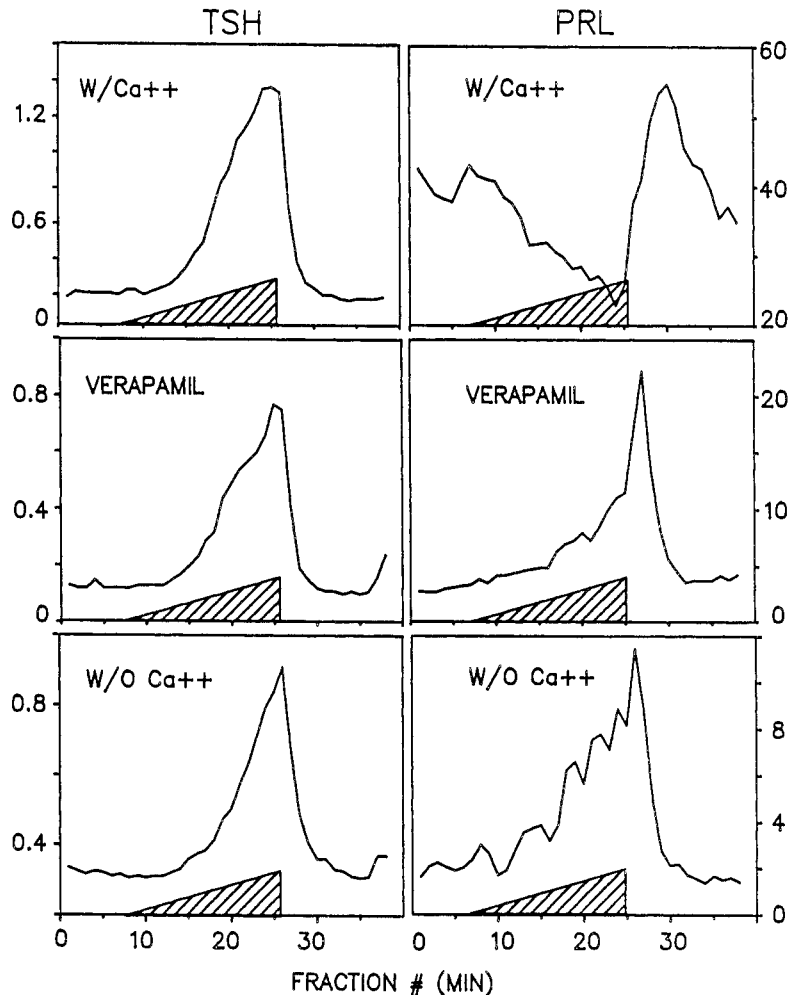 TSH PRL
W/Ca++ W/Ca++
60
1.2
40
0.6
0
20
VERAPAMIL VERAPAMIL
0.8
20
0.4
10
0
0
W/O Ca++ W/O Ca++
0.8
8
0.4
4
0
0 10 20 30 0 10 20 30
FRACTION # (MIN)